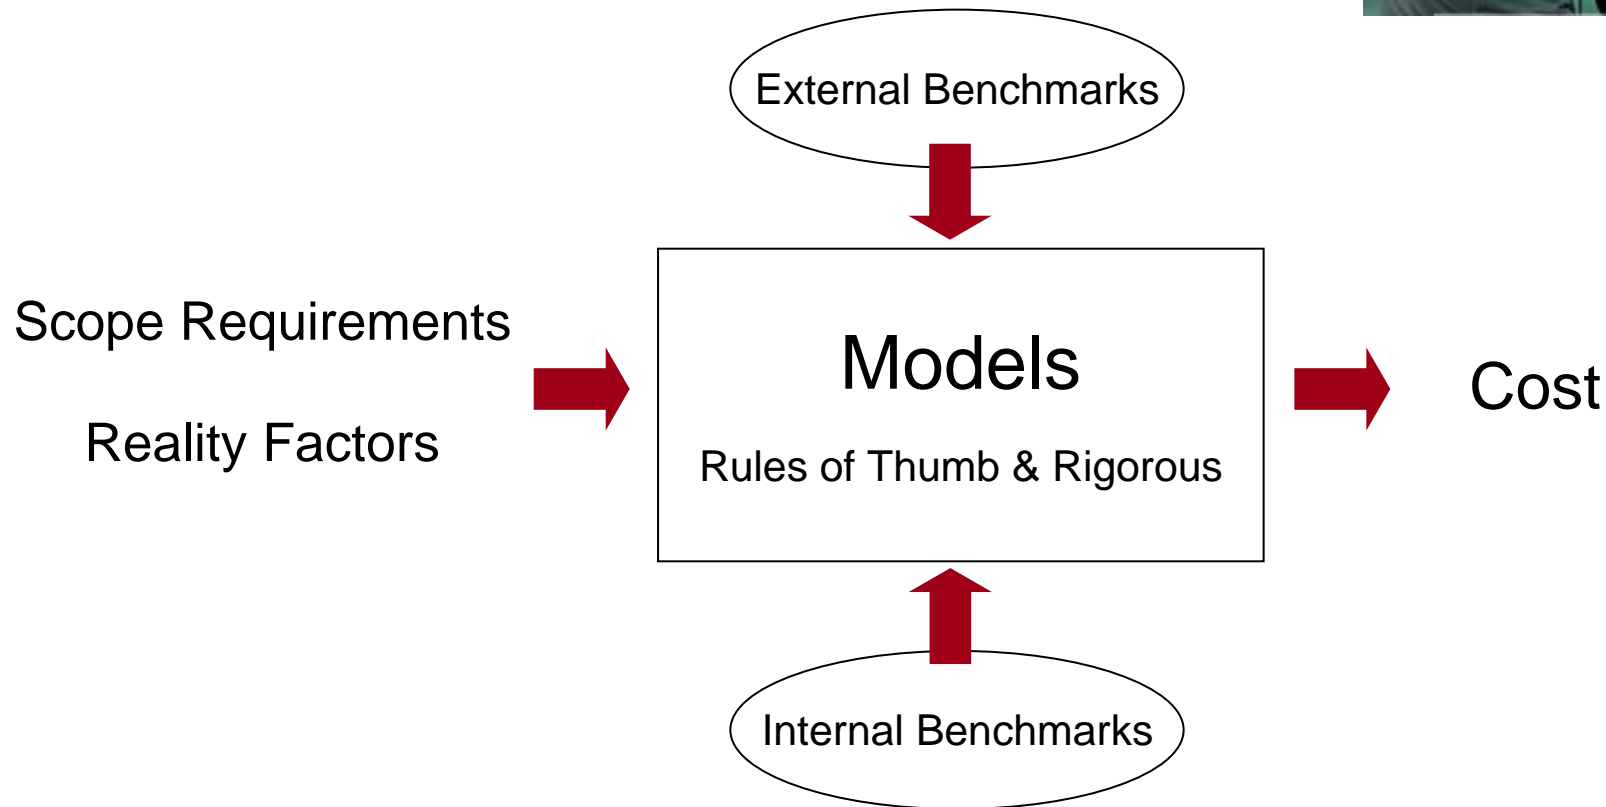 External Benchmarks
Scope Requirements
Reality Factors
Models
Rules of Thumb & Rigorous
Cost
Internal Benchmarks